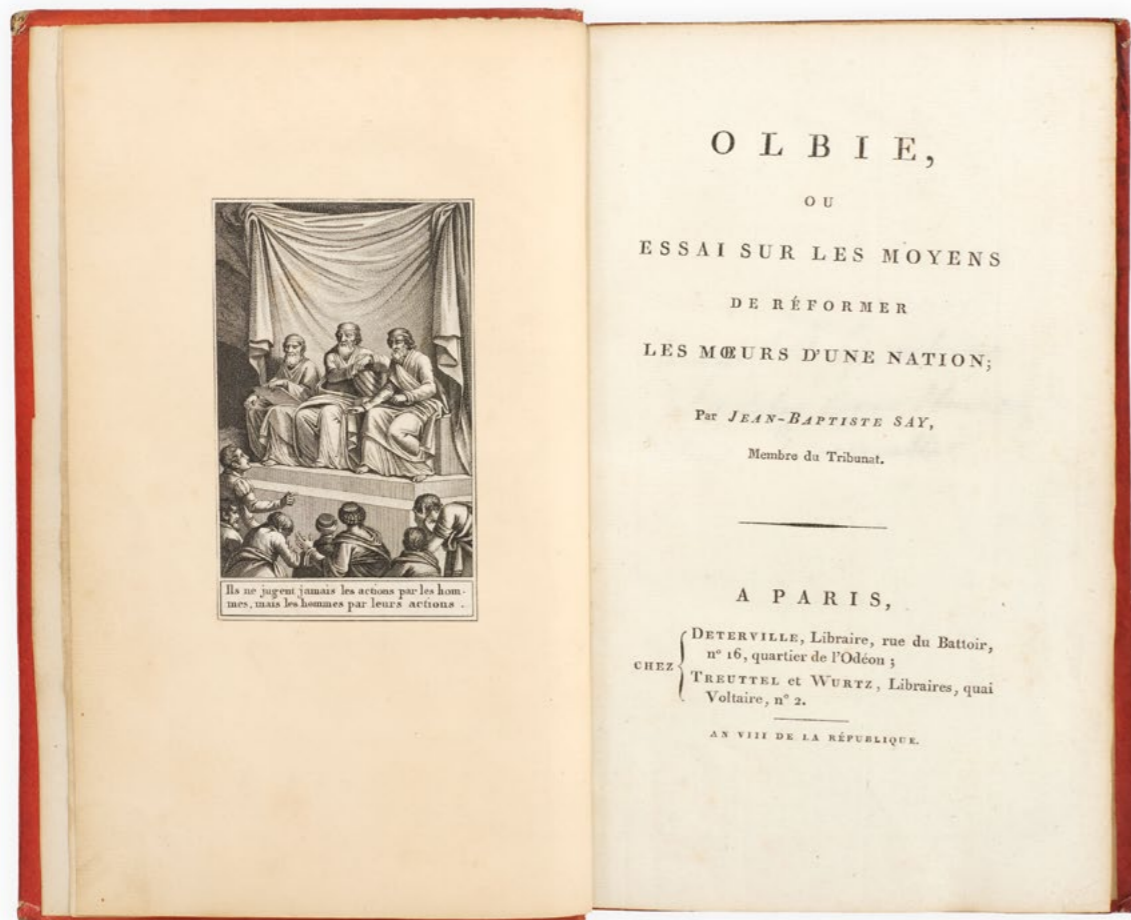 Ils ne jugent jamais les actions par les hom-
mes, mais les hommes par leurs actions .
OLBIE,
OU
ESSAI SUR LES MOYENS
DE RÉFORMER
LES MŒURS D'UNE NATION;
Par JEAN-BAPTISTE SAY,
Membre du Tribunat.
A PARIS,
CHEZ
DETERVILLE, Libraire, rue du Battoir,
n° 16, quartier de l'Odéon ;
TREUTTEL et WURTZ, Libraires, quai
Voltaire, n° 2.
AN VIII DE LA RÉPUBLIQUE.